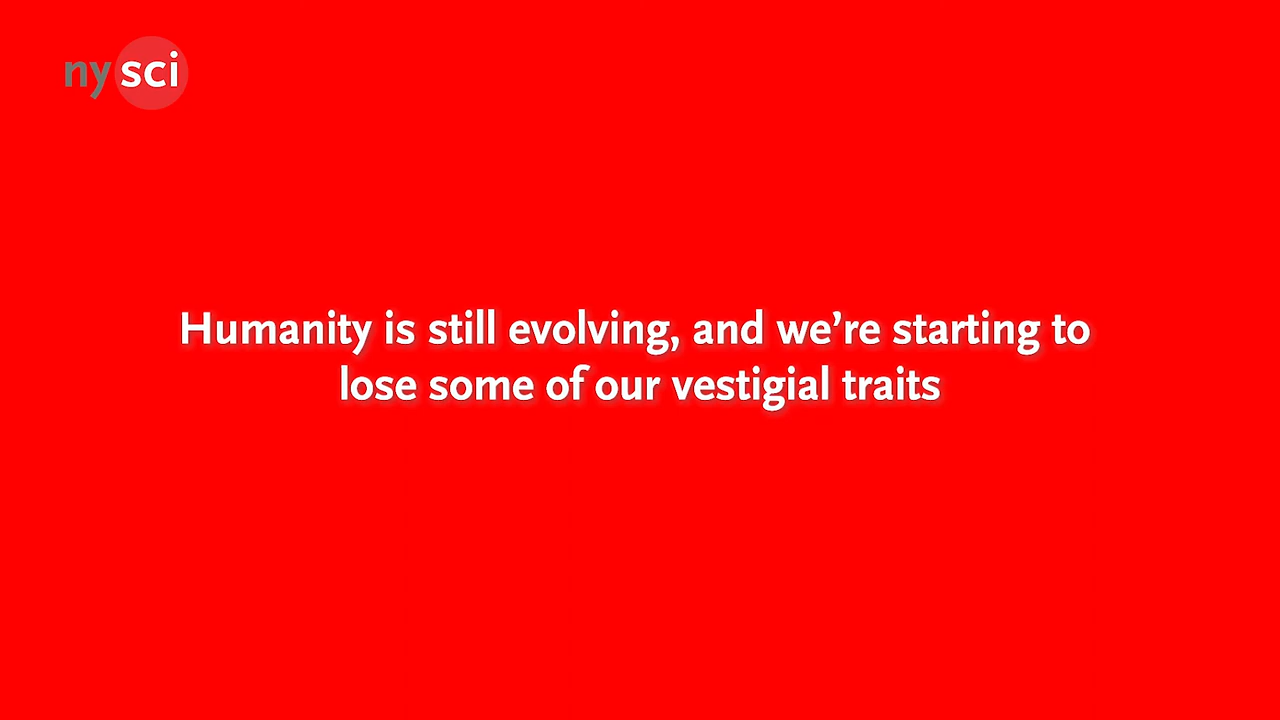 ny sci
Humanity is still evolving, and we’re starting to
lose some of our vestigial traits